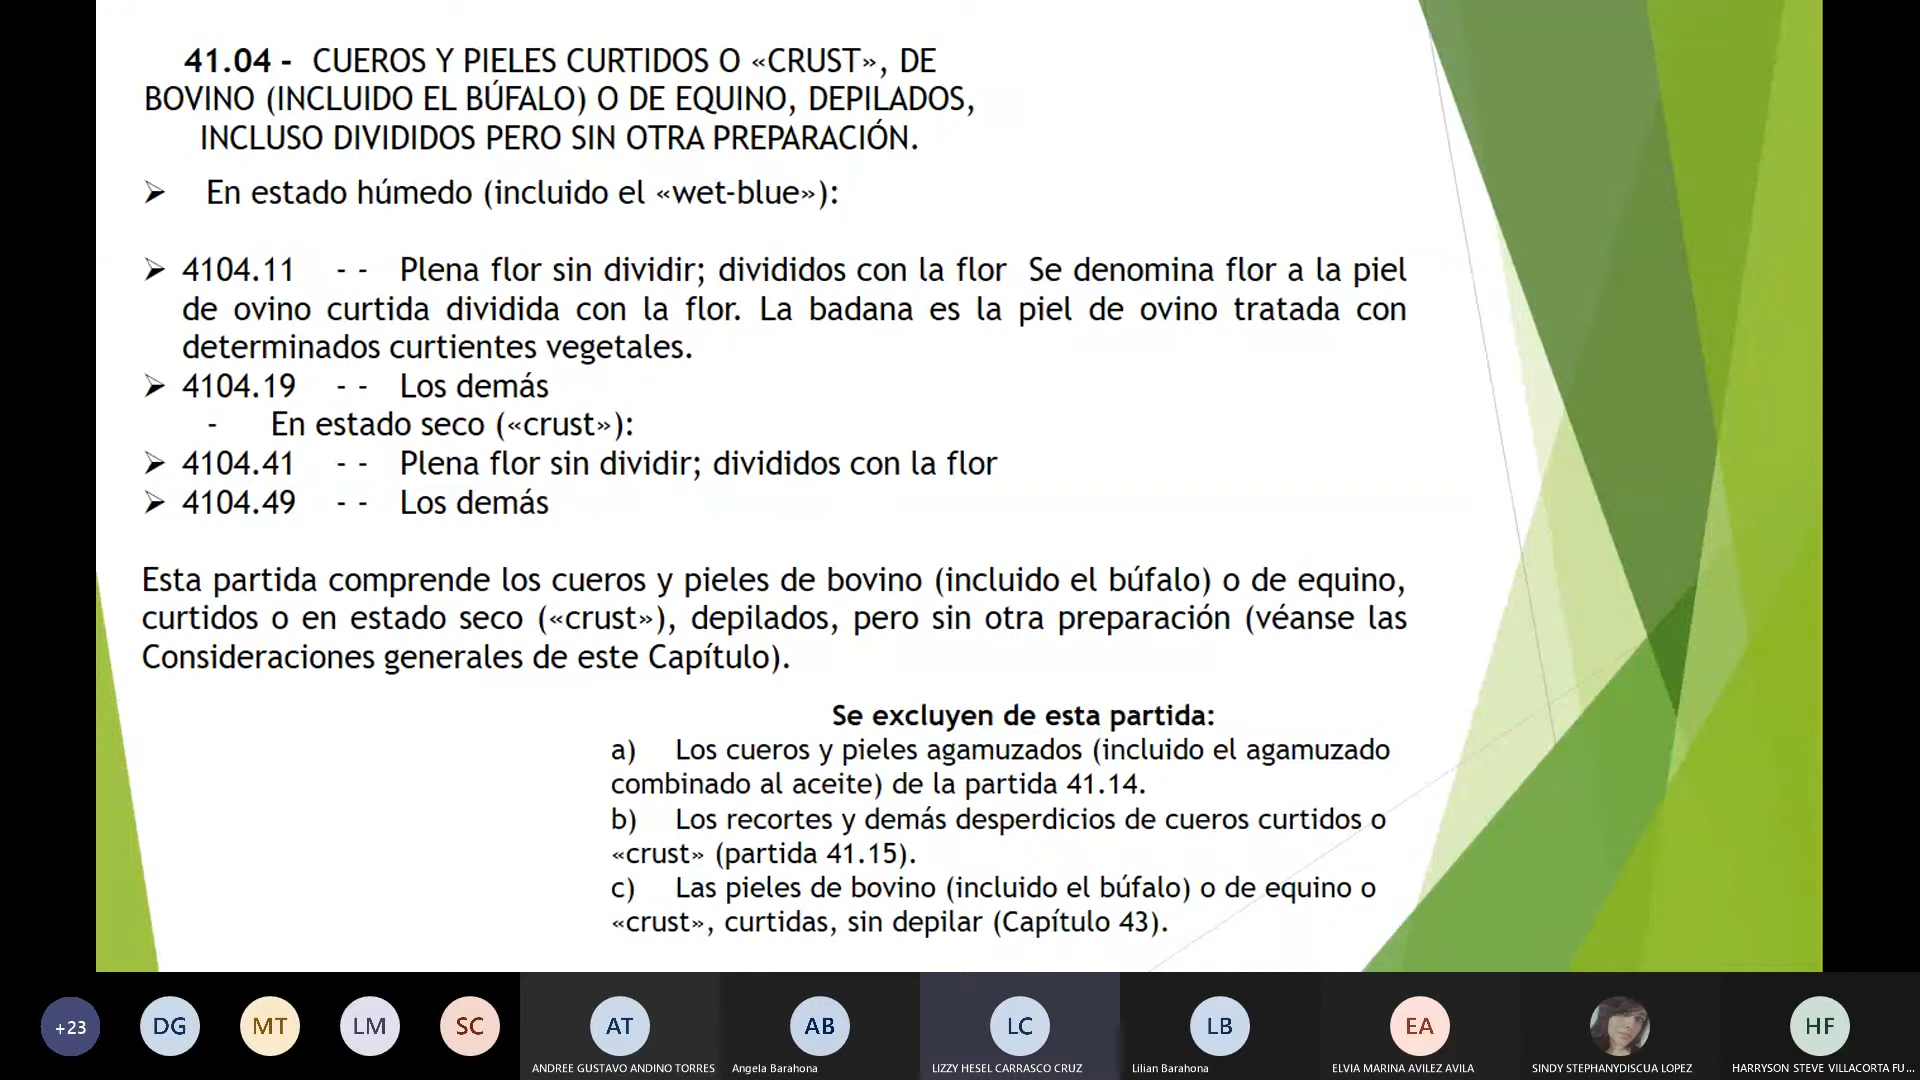 41.04 - CUEROS Y PIELES CURTIDOS O «CRUST», DE
BOVINO (INCLUIDO EL BÚFALO) O DE EQUINO, DEPILADOS,
INCLUSO DIVIDIDOS PERO SIN OTRA PREPARACIÓN.
➢ En estado húmedo (incluido el «wet-blue»):
➢ 4104.11 - - Plena flor sin dividir; divididos con la flor Se denomina flor a la piel
de ovino curtida dividida con la flor. La badana es la piel de ovino tratada con
determinados curtientes vegetales.
➢ 4104.19 - - Los demás
- En estado seco («crust»):
➢ 4104.41 - - Plena flor sin dividir; divididos con la flor
➢ 4104.49 - - Los demás
Esta partida comprende los cueros y pieles de bovino (incluido el búfalo) o de equino,
curtidos o en estado seco («crust»), depilados, pero sin otra preparación (véanse las
Consideraciones generales de este Capítulo).
Se excluyen de esta partida:
a) Los cueros y pieles agamuzados (incluido el agamuzado
combinado al aceite) de la partida 41.14.
b) Los recortes y demás desperdicios de cueros curtidos o
«crust» (partida 41.15).
c) Las pieles de bovino (incluido el búfalo) o de equino o
«crust», curtidas, sin depilar (Capítulo 43).
+23 DG MT LM SC AT AB LC LB EA HF
ANDREE GUSTAVO ANDINO TORRES Angela Barahona LIZZY HESEL CARRASCO CRUZ Lilian Barahona ELVIA MARINA AVILEZ AVILA SINDY STEPHANYDISCUA LOPEZ HARRYSON STEVE VILLACORTA FU...